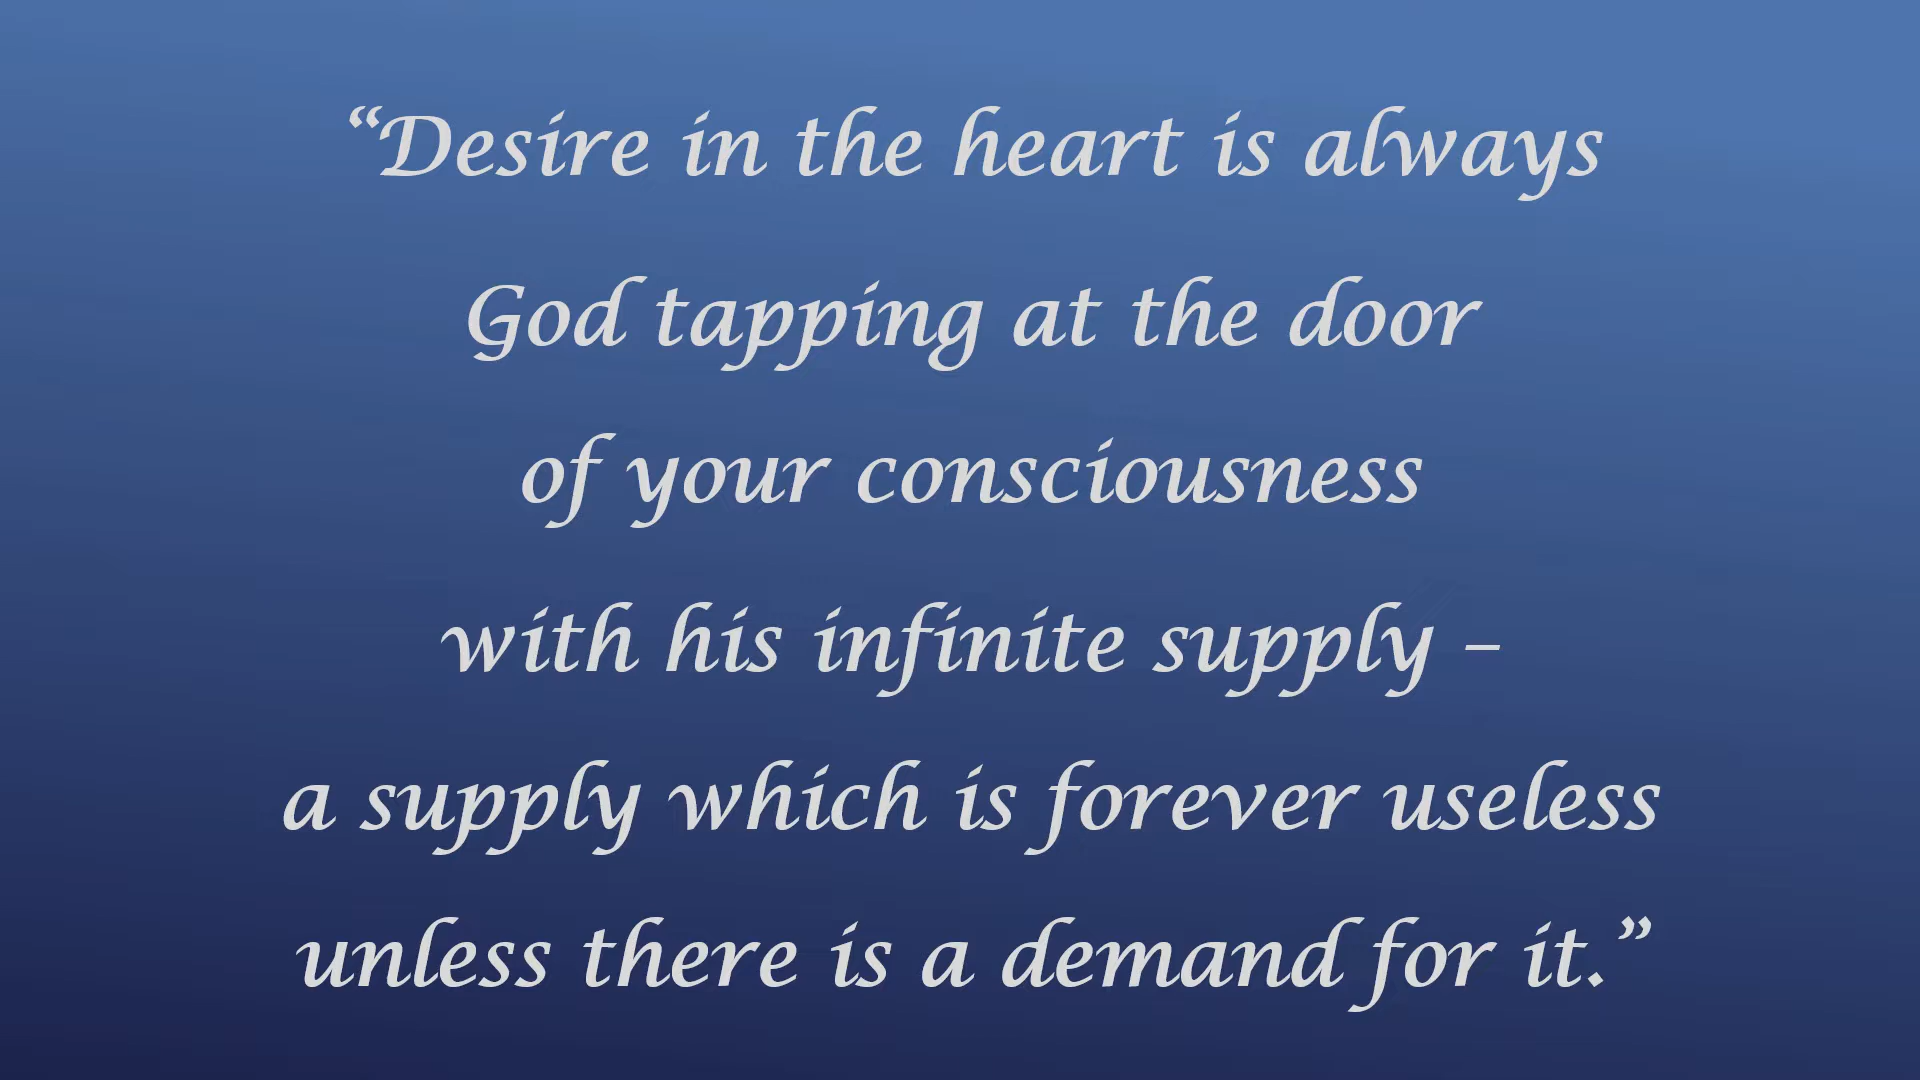 “Desire in the heart is always
God tapping at the door
of your consciousness
with his infinite supply –
a supply which is forever useless
unless there is a demand for it.”